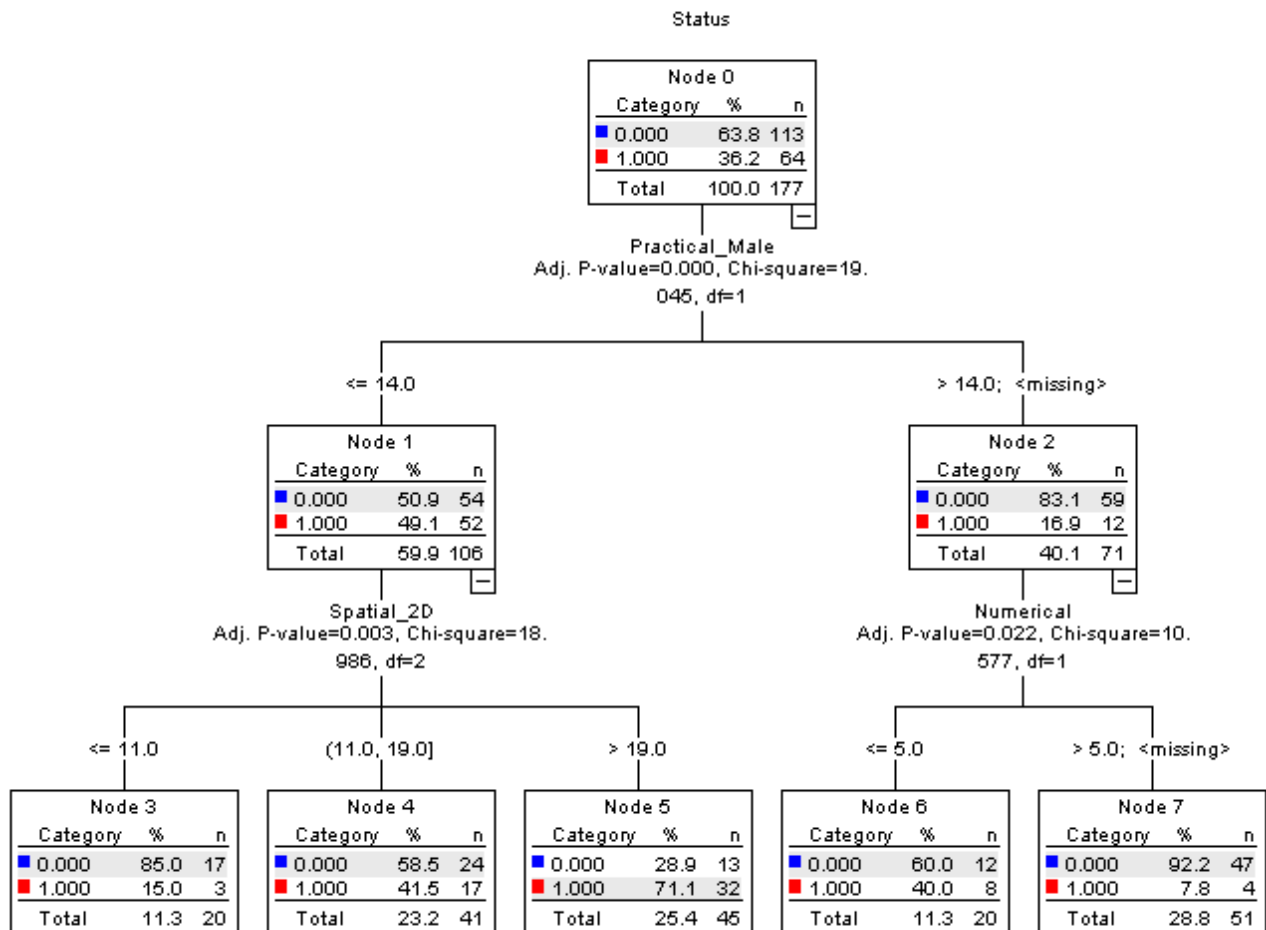 Status
Node 0
Category % n
0.000 63.8 113
1.000 36.2 64
Total 100.0 177
Practical_Male
Adj. P-value=0.000, Chi-square=19.
045, df=1
<= 14.0
> 14.0; <missing>
Node 1
Category % n
0.000 50.9 54
1.000 49.1 52
Total 59.9 106
Node 2
Category % n
0.000 83.1 59
1.000 16.9 12
Total 40.1 71
Spatial_2D
Adj. P-value=0.003, Chi-square=18.
986, df=2
Numerical
Adj. P-value=0.022, Chi-square=10.
577, df=1
<= 11.0
(11.0, 19.0]
> 19.0
<= 5.0
> 5.0; <missing>
Node 3
Category % n
0.000 85.0 17
1.000 15.0 3
Total 11.3 20
Node 4
Category % n
0.000 58.5 24
1.000 41.5 17
Total 23.2 41
Node 5
Category % n
0.000 28.9 13
1.000 71.1 32
Total 25.4 45
Node 6
Category % n
0.000 60.0 12
1.000 40.0 8
Total 11.3 20
Node 7
Category % n
0.000 92.2 47
1.000 7.8 4
Total 28.8 51